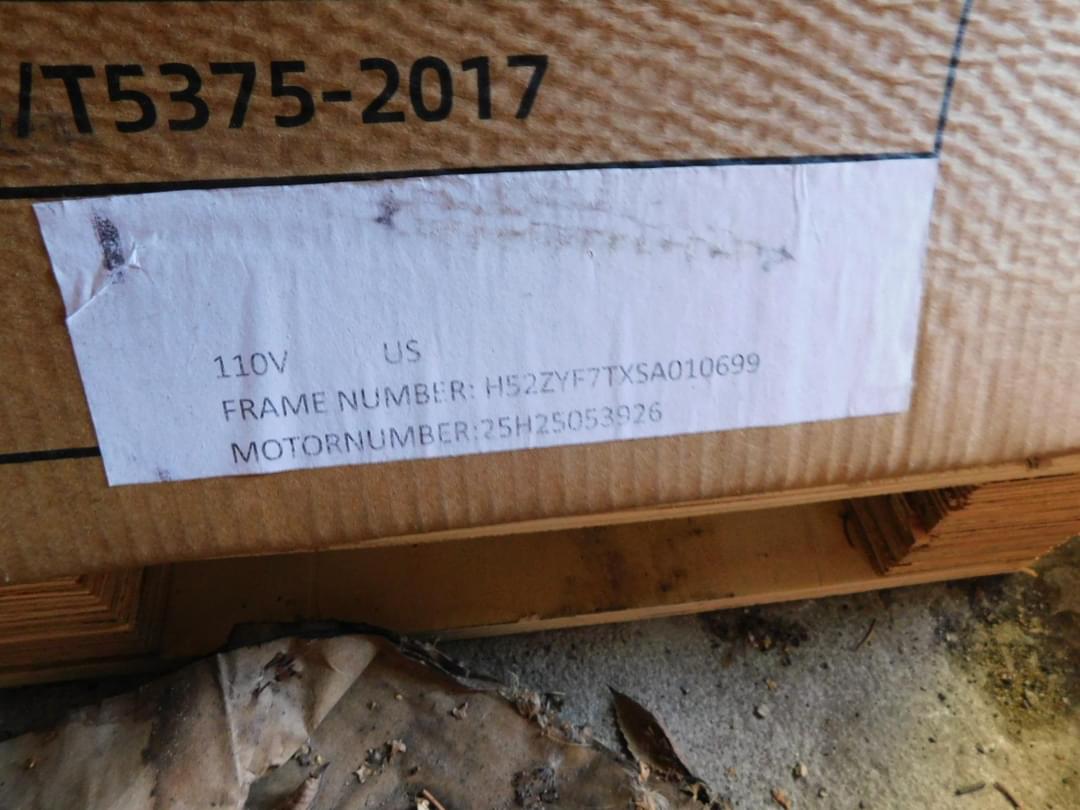 /T5375-2017
110V US
FRAME NUMBER: H52ZYF7TXSA010699
MOTORNUMBER:25H25053926